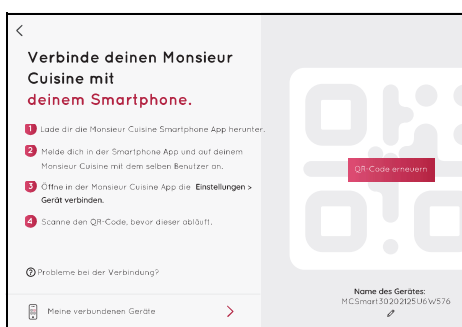 Verbinde deinen Monsieur
Cuisine mit
deinem Smartphone.
1 Lade dir die Monsieur Cuisine Smartphone App herunter.
2 Melde dich in der Smartphone App und auf deinem
Monsieur Cuisine mit dem selben Benutzer an.
3 Öffne in der Monsieur Cuisine App die Einstellungen >
Gerät verbinden.
4 Scanne den QR-Code, bevor dieser abläuft.
? Probleme bei der Verbindung?
Meine verbundenen Geräte
QR-Code erneuern
Name des Gerätes:
MCSmart30202125U6W576